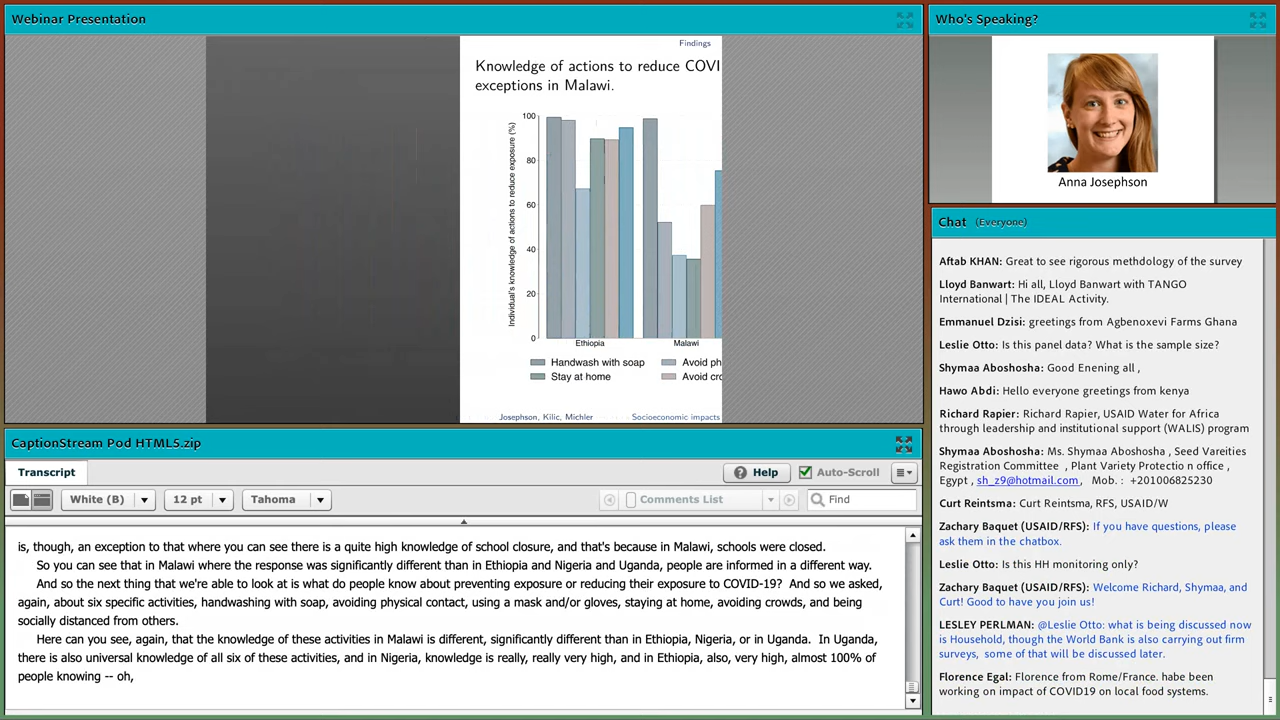 Webinar Presentation
Findings
Knowledge of actions to reduce COVI
exceptions in Malawi.
Individual's knowledge of actions to reduce exposure (%)
100
80
60
40
20
0
Ethiopia
Malawi
Handwash with soap
Avoid ph
Stay at home
Avoid cro
Josephson, Kilic, Michler
Socioeconomic impacts
Who's Speaking?
Anna Josephson
Chat (Everyone)
Aftab KHAN: Great to see rigorous methdology of the survey
Lloyd Banwart: Hi all, Lloyd Banwart with TANGO
International | The IDEAL Activity.
Emmanuel Dzisi: greetings from Agbenoxevi Farms Ghana
Leslie Otto: Is this panel data? What is the sample size?
Shymaa Aboshosha: Good Enening all ,
Hawo Abdi: Hello everyone greetings from kenya
Richard Rapier: Richard Rapier, USAID Water for Africa
through leadership and institutional support (WALIS) program
Shymaa Aboshosha: Ms. Shymaa Aboshosha , Seed Vareities
Registration Committee , Plant Variety Protectio n office ,
Egypt , sh_z9@hotmail.com , Mob. : +201006825230
Curt Reintsma: Curt Reintsma, RFS, USAID/W
Zachary Baquet (USAID/RFS): If you have questions, please
ask them in the chatbox.
Leslie Otto: Is this HH monitoring only?
Zachary Baquet (USAID/RFS): Welcome Richard, Shymaa, and
Curt! Good to have you join us!
LESLEY PERLMAN: @Leslie Otto: what is being discussed now
is Household, though the World Bank is also carrying out firm
surveys, some of that will be discussed later.
Florence Egal: Florence from Rome/France. habe been
working on impact of COVID19 on local food systems.
CaptionStream Pod HTML5.zip
Transcript
Help
Auto-Scroll
White (B)
12 pt
Tahoma
Comments List
Find
is, though, an exception to that where you can see there is a quite high knowledge of school closure, and that's because in Malawi, schools were closed.
So you can see that in Malawi where the response was significantly different than in Ethiopia and Nigeria and Uganda, people are informed in a different way.
And so the next thing that we're able to look at is what do people know about preventing exposure or reducing their exposure to COVID-19? And so we asked,
again, about six specific activities, handwashing with soap, avoiding physical contact, using a mask and/or gloves, staying at home, avoiding crowds, and being
socially distanced from others.
Here can you see, again, that the knowledge of these activities in Malawi is different, significantly different than in Ethiopia, Nigeria, or in Uganda. In Uganda,
there is also universal knowledge of all six of these activities, and in Nigeria, knowledge is really, really very high, and in Ethiopia, also, very high, almost 100% of
people knowing -- oh,